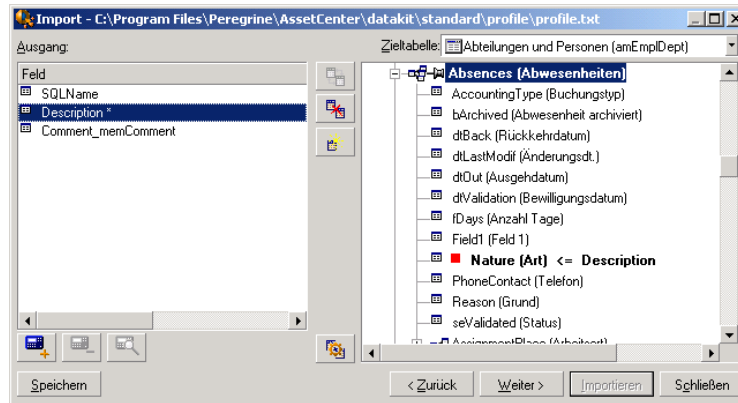 Import - C:\Program Files\Peregrine\AssetCenter\datakit\standard\profile\profile.txt
Ausgang:
Zieltabelle: Abteilungen und Personen (amEmplDept)
Feld
SQLName
Description *
Comment_memComment
Absences (Abwesenheiten)
AccountingType (Buchungstyp)
bArchived (Abwesenheit archiviert)
dtBack (Rückkehrdatum)
dtLastModif (Änderungsdt.)
dtOut (Ausgehdatum)
dtValidation (Bewilligungsdatum)
fDays (Anzahl Tage)
Field1 (Feld 1)
Nature (Art) <= Description
PhoneContact (Telefon)
Reason (Grund)
seValidated (Status)
AssignmentPlace (Arbeitsort)
Speichern
< Zurück
Weiter >
Importieren
Schließen